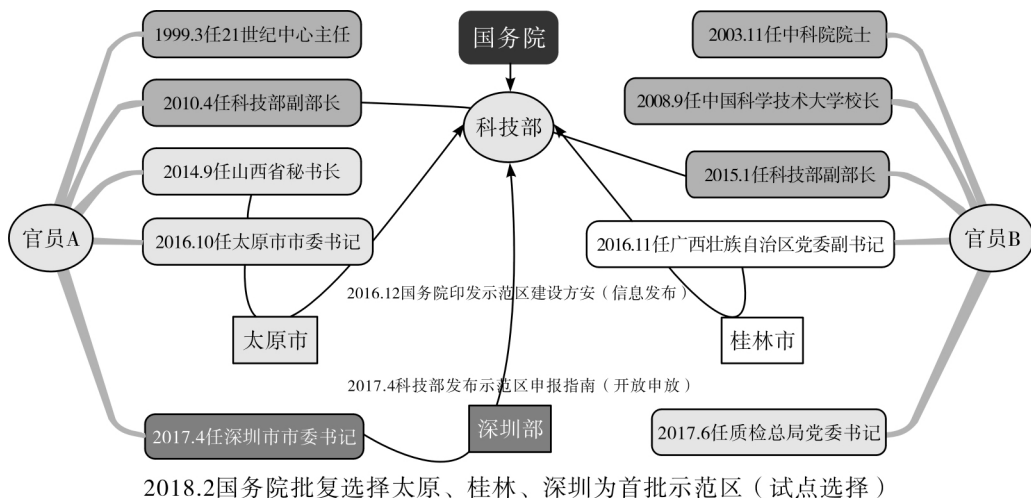 1999.3任21世纪中心主任
国务院
2003.11任中科院院士
2010.4任科技部副部长
科技部
2008.9任中国科学技术大学校长
2014.9任山西省秘书长
2015.1任科技部副部长
官员A
2016.10任太原市市委书记
2016.11任广西壮族自治区党委副书记
官员B
2016.12国务院印发示范区建设方安（信息发布）
太原市
桂林市
2017.4科技部发布示范区申报指南（开放申放）
2017.4任深圳市市委书记
深圳部
2017.6任质检总局党委书记
2018.2国务院批复选择太原、桂林、深圳为首批示范区（试点选择）